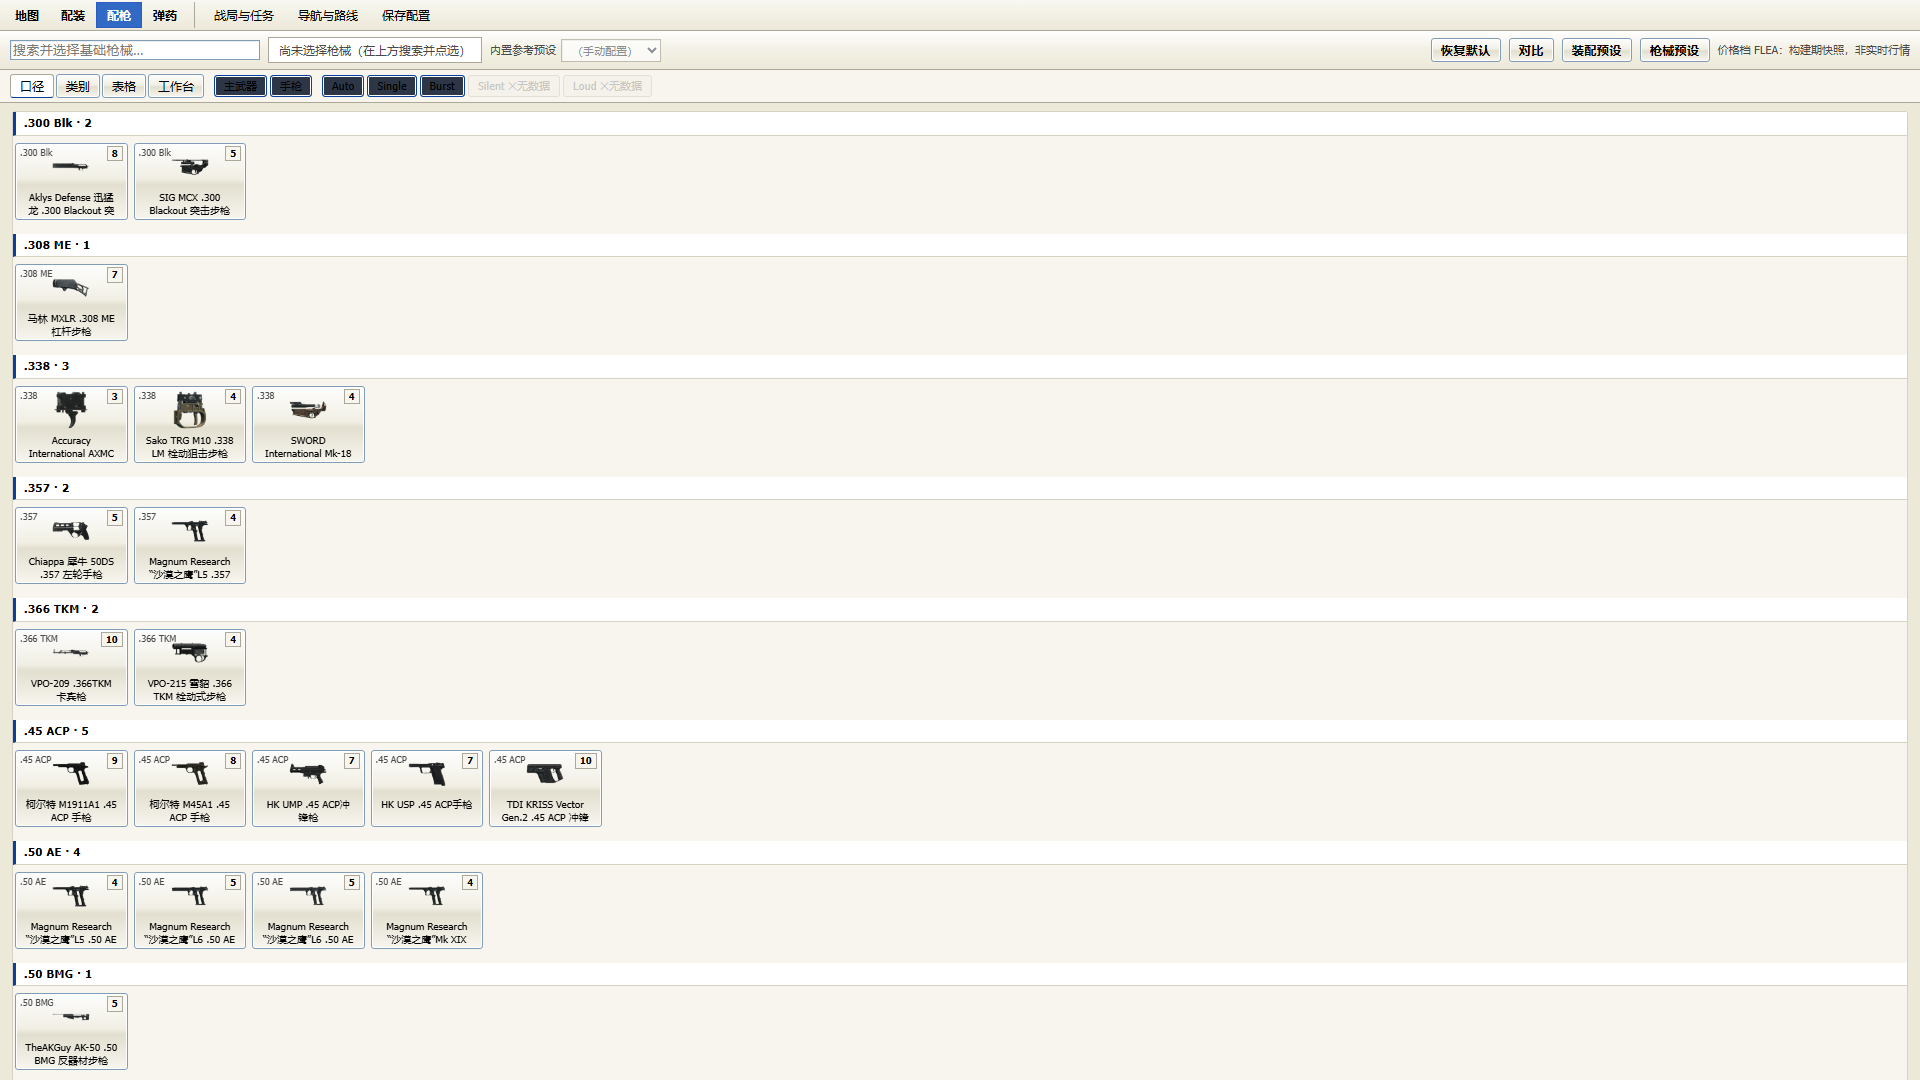 地图 配装 配枪 弹药 战局与任务 导航与路线 保存配置
搜索并选择基础枪械... 尚未选择枪械（在上方搜索并点选） 内置参考预设 （手动配置） 恢复默认 对比 装配预设 枪械预设 价格档 FLEA：构建期快照，非实时行情
口径 类别 表格 工作台 主武器 手枪 Auto Single Burst Silent ×无数据 Loud ×无数据
.300 Blk · 2
.300 Blk 8
Aklys Defense 迅猛
龙 .300 Blackout 突
.300 Blk 5
SIG MCX .300
Blackout 突击步枪
.308 ME · 1
.308 ME 7
马林 MXLR .308 ME
杠杆步枪
.338 · 3
.338 3
Accuracy
International AXMC
.338 4
Sako TRG M10 .338
LM 栓动狙击步枪
.338 4
SWORD
International Mk-18
.357 · 2
.357 5
Chiappa 犀牛 50DS
.357 左轮手枪
.357 4
Magnum Research
“沙漠之鹰”L5 .357
.366 TKM · 2
.366 TKM 10
VPO-209 .366TKM
卡宾枪
.366 TKM 4
VPO-215 雪貂 .366
TKM 栓动式步枪
.45 ACP · 5
.45 ACP 9
柯尔特 M1911A1 .45
ACP 手枪
.45 ACP 8
柯尔特 M45A1 .45
ACP 手枪
.45 ACP 7
HK UMP .45 ACP冲
锋枪
.45 ACP 7
HK USP .45 ACP手枪
.45 ACP 10
TDI KRISS Vector
Gen.2 .45 ACP 冲锋
.50 AE · 4
.50 AE 4
Magnum Research
“沙漠之鹰”L5 .50 AE
.50 AE 5
Magnum Research
“沙漠之鹰”L6 .50 AE
.50 AE 5
Magnum Research
“沙漠之鹰”L6 .50 AE
.50 AE 4
Magnum Research
“沙漠之鹰”Mk XIX
.50 BMG · 1
.50 BMG 5
TheAKGuy AK-50 .50
BMG 反器材步枪